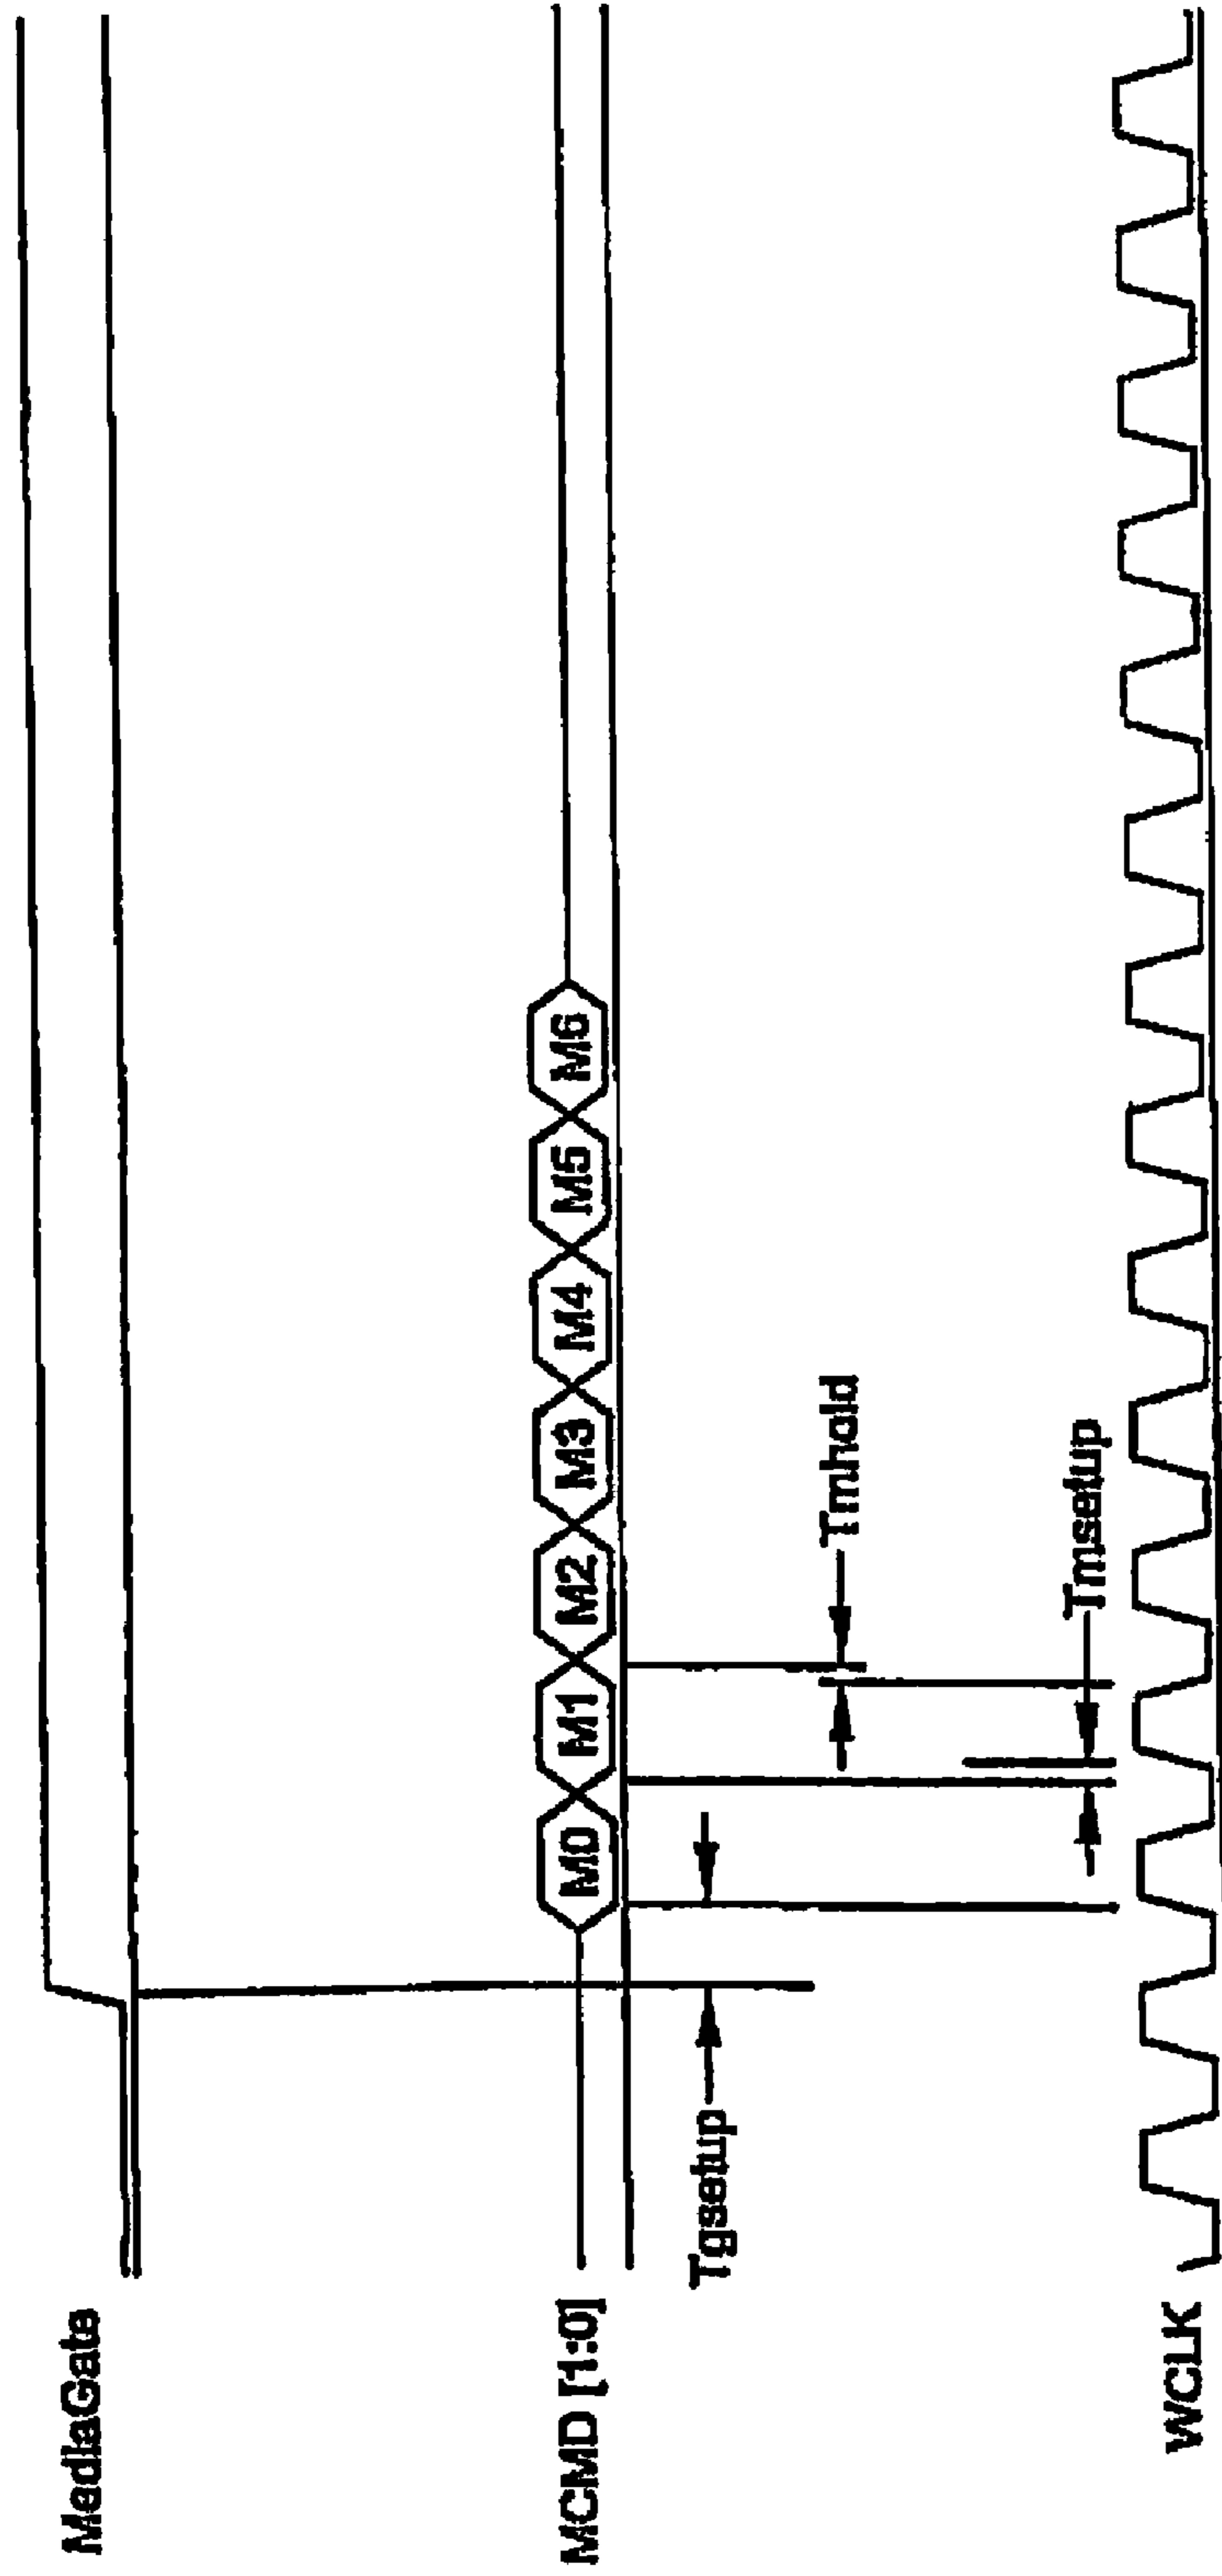 MediaGate
MCMD [1:0]
M0
M1
M2
M3
M4
M5
M6
Tgsetup
Tmhold
Tmsetup
WCLK